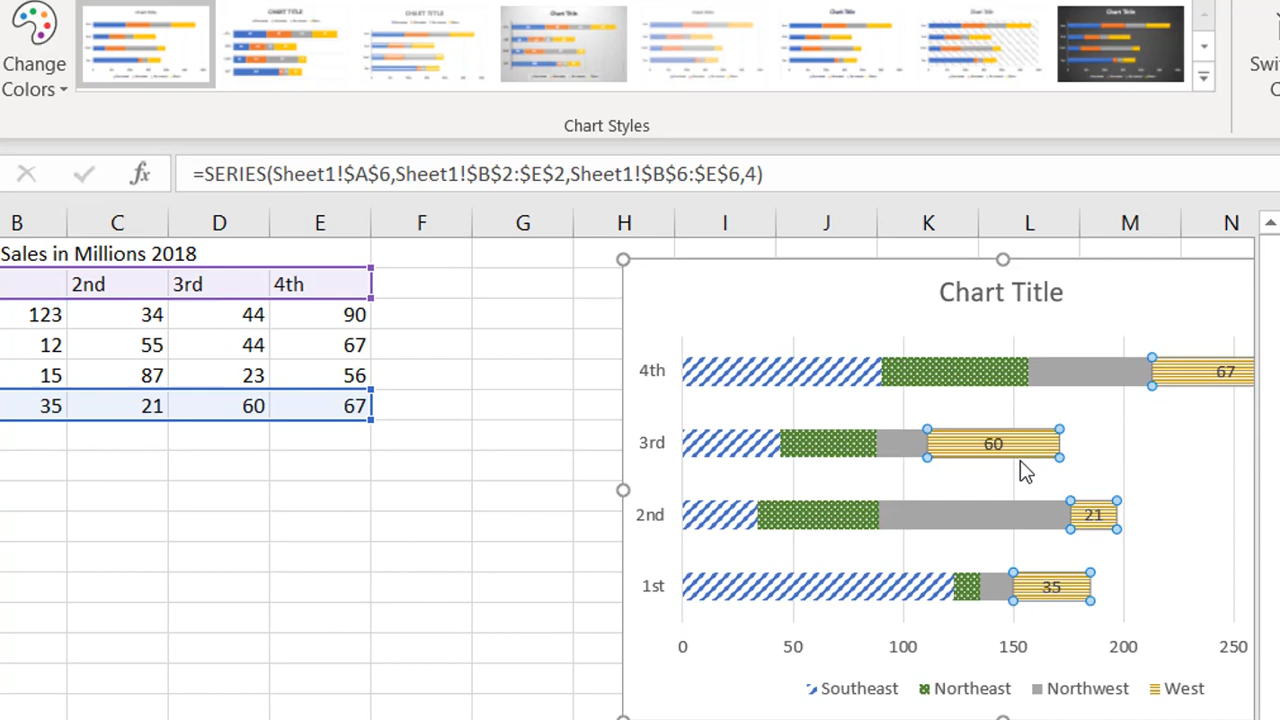 Change
Colors
Swi
C
Chart Styles
=SERIES(Sheet1!$A$6,Sheet1!$B$2:$E$2,Sheet1!$B$6:$E$6,4)
B C D E F G H I J K L M N
Sales in Millions 2018
2nd 3rd 4th
123 34 44 90
12 55 44 67
15 87 23 56
35 21 60 67
Chart Title
4th 67
3rd 60
2nd 21
1st 35
0 50 100 150 200 250
Southeast Northeast Northwest West